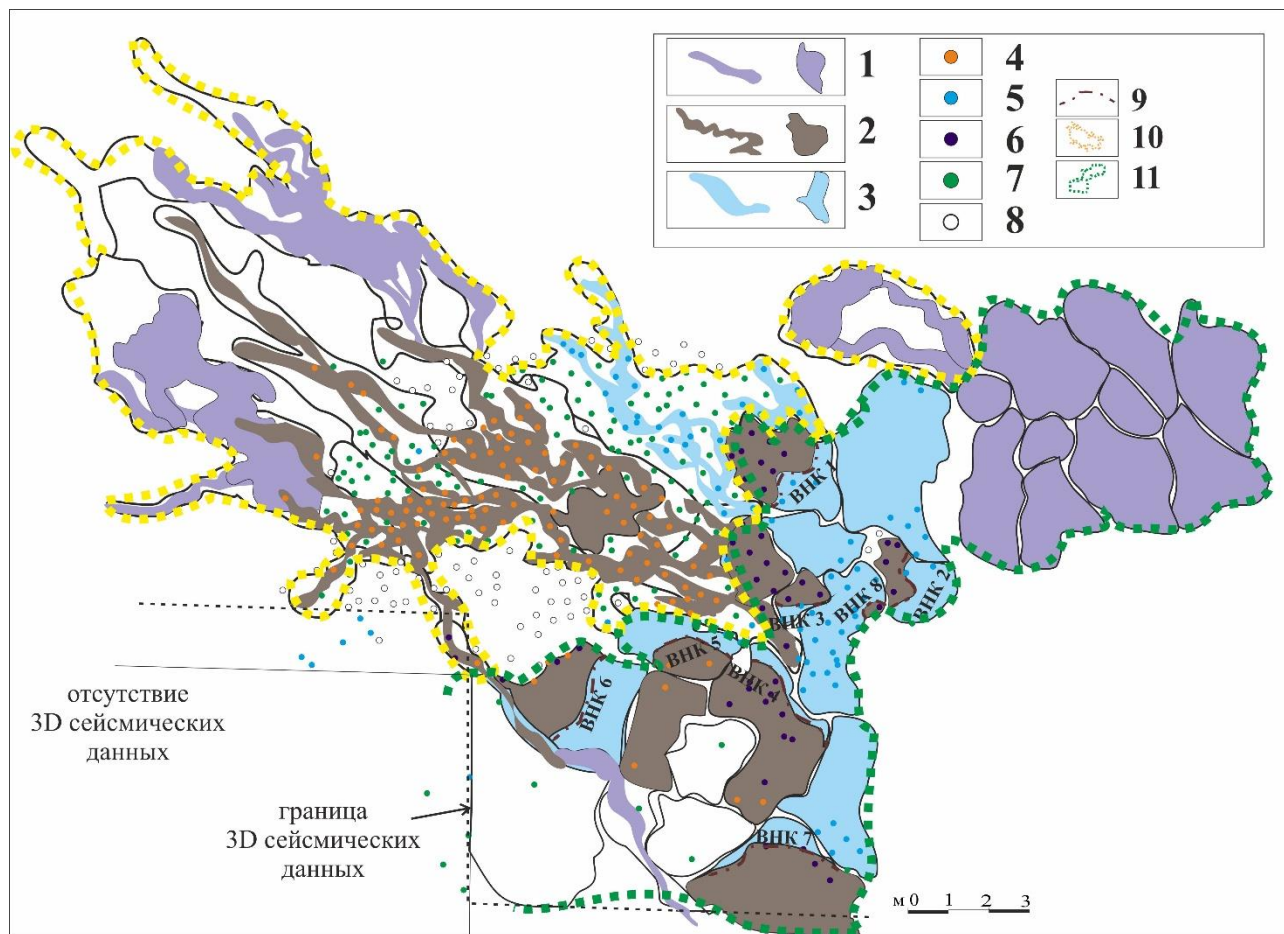 1
2
3
4
5
6
7
8
9
10
11
ВНК 1
ВНК 2
ВНК 8
ВНК 3
ВНК 5
ВНК 4
ВНК 6
ВНК 7
отсутствие
3D сейсмических
данных
граница
3D сейсмических
данных
м 0 1 2 3